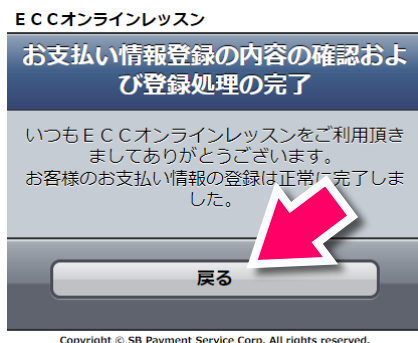 ＥＣＣオンラインレッスン
お支払い情報登録の内容の確認およ
び登録処理の完了
いつもＥＣＣオンラインレッスンをご利用頂き
ましてありがとうございます。
お客様のお支払い情報の登録は正常に完了しま
した。
戻る
Copyright © SB Payment Service Corp. All rights reserved.